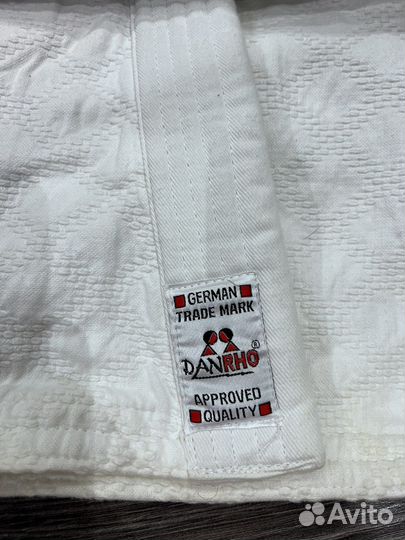 GERMAN
TRADE MARK
DANRHO®
APPROVED
QUALITY
Avito